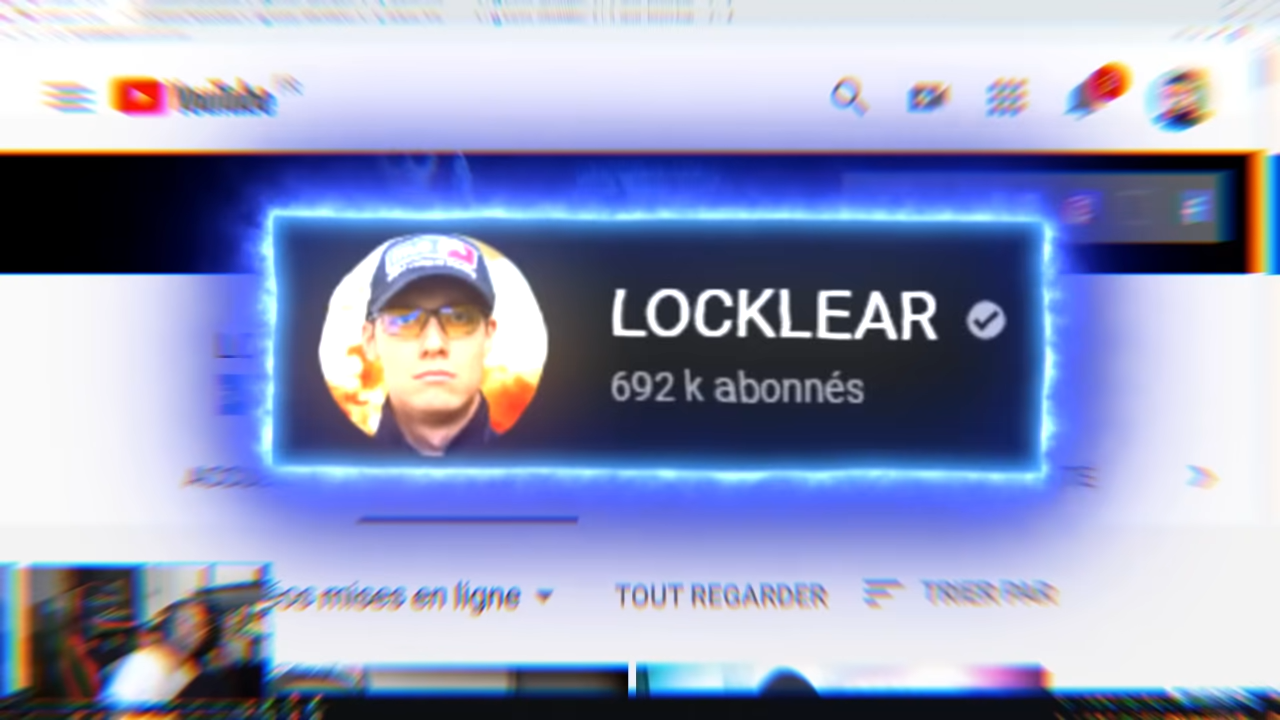 YouTube
LOCKLEAR
692 k abonnés
mises en ligne
TOUT REGARDER
TRIER PAR